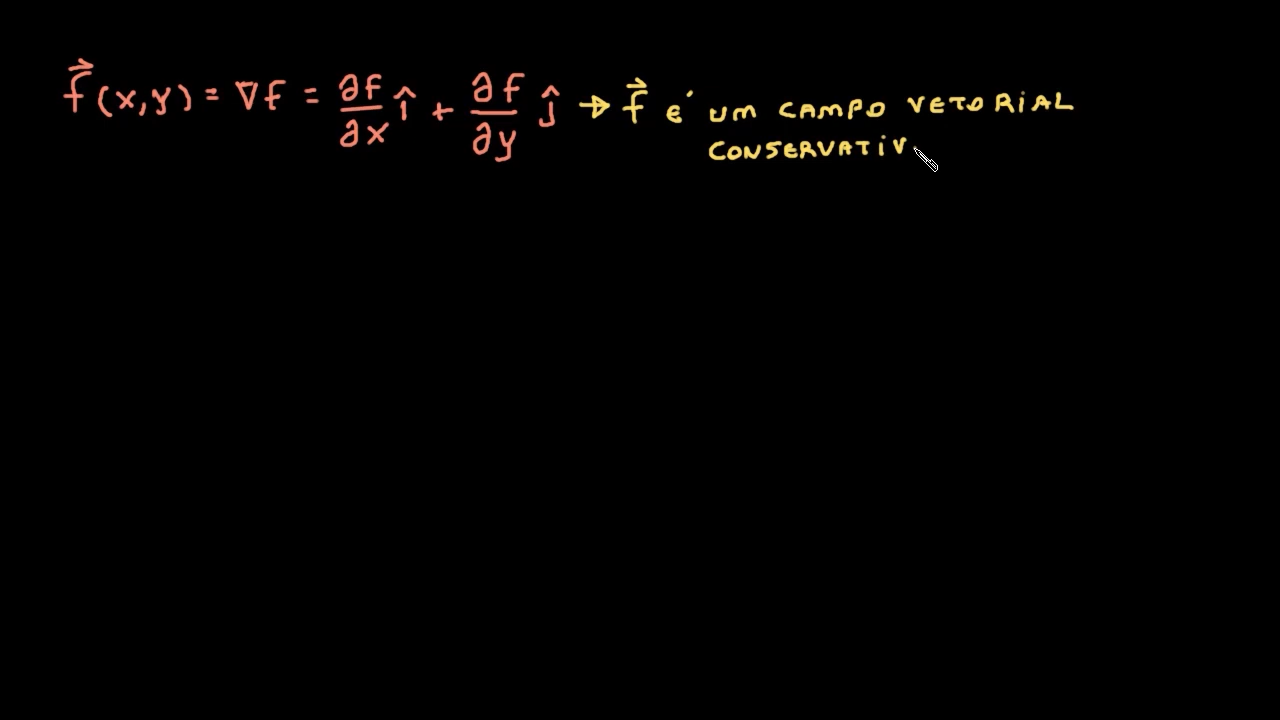 f⃗(x,y) = ∇f = ∂f/∂x î + ∂f/∂y ĵ → f⃗ é UM CAMPO VETORIAL
CONSERVATIV